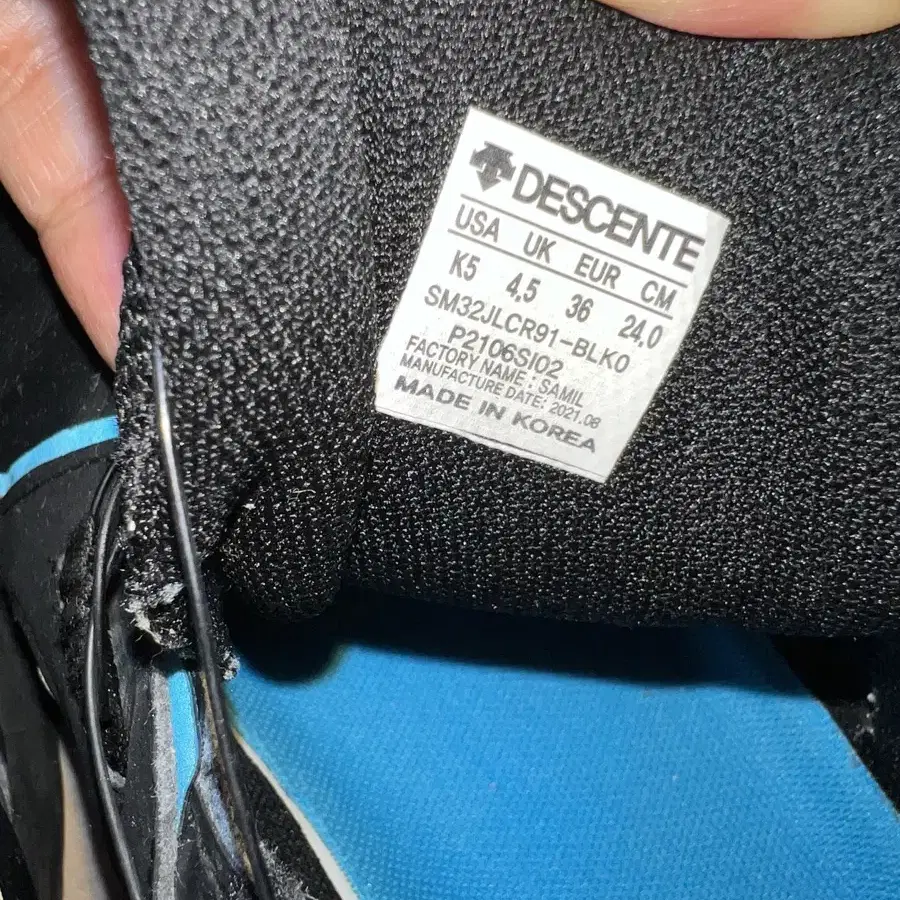 DESCENTE
USA UK EUR CM
K5 4.5 36 24.0
SM32JLCR91-BLK0
P2106SI02
FACTORY NAME : SAMIL
MANUFACTURE DATE: 2021.08
MADE IN KOREA